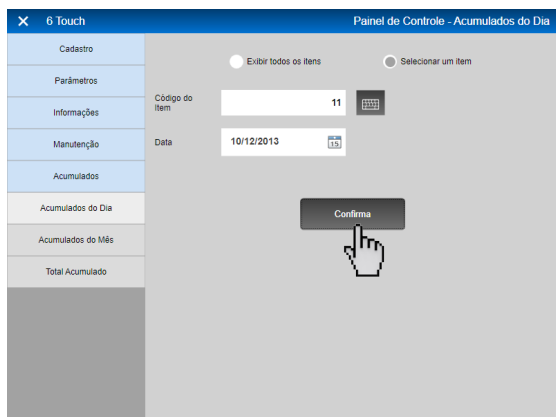 6 Touch
Painel de Controle - Acumulados do Dia
Cadastro
Parâmetros
Informações
Manutenção
Acumulados
Acumulados do Dia
Acumulados do Mês
Total Acumulado
Exibir todos os itens
Selecionar um item
Código do
Item
11
Data
10/12/2013
15
Confirma